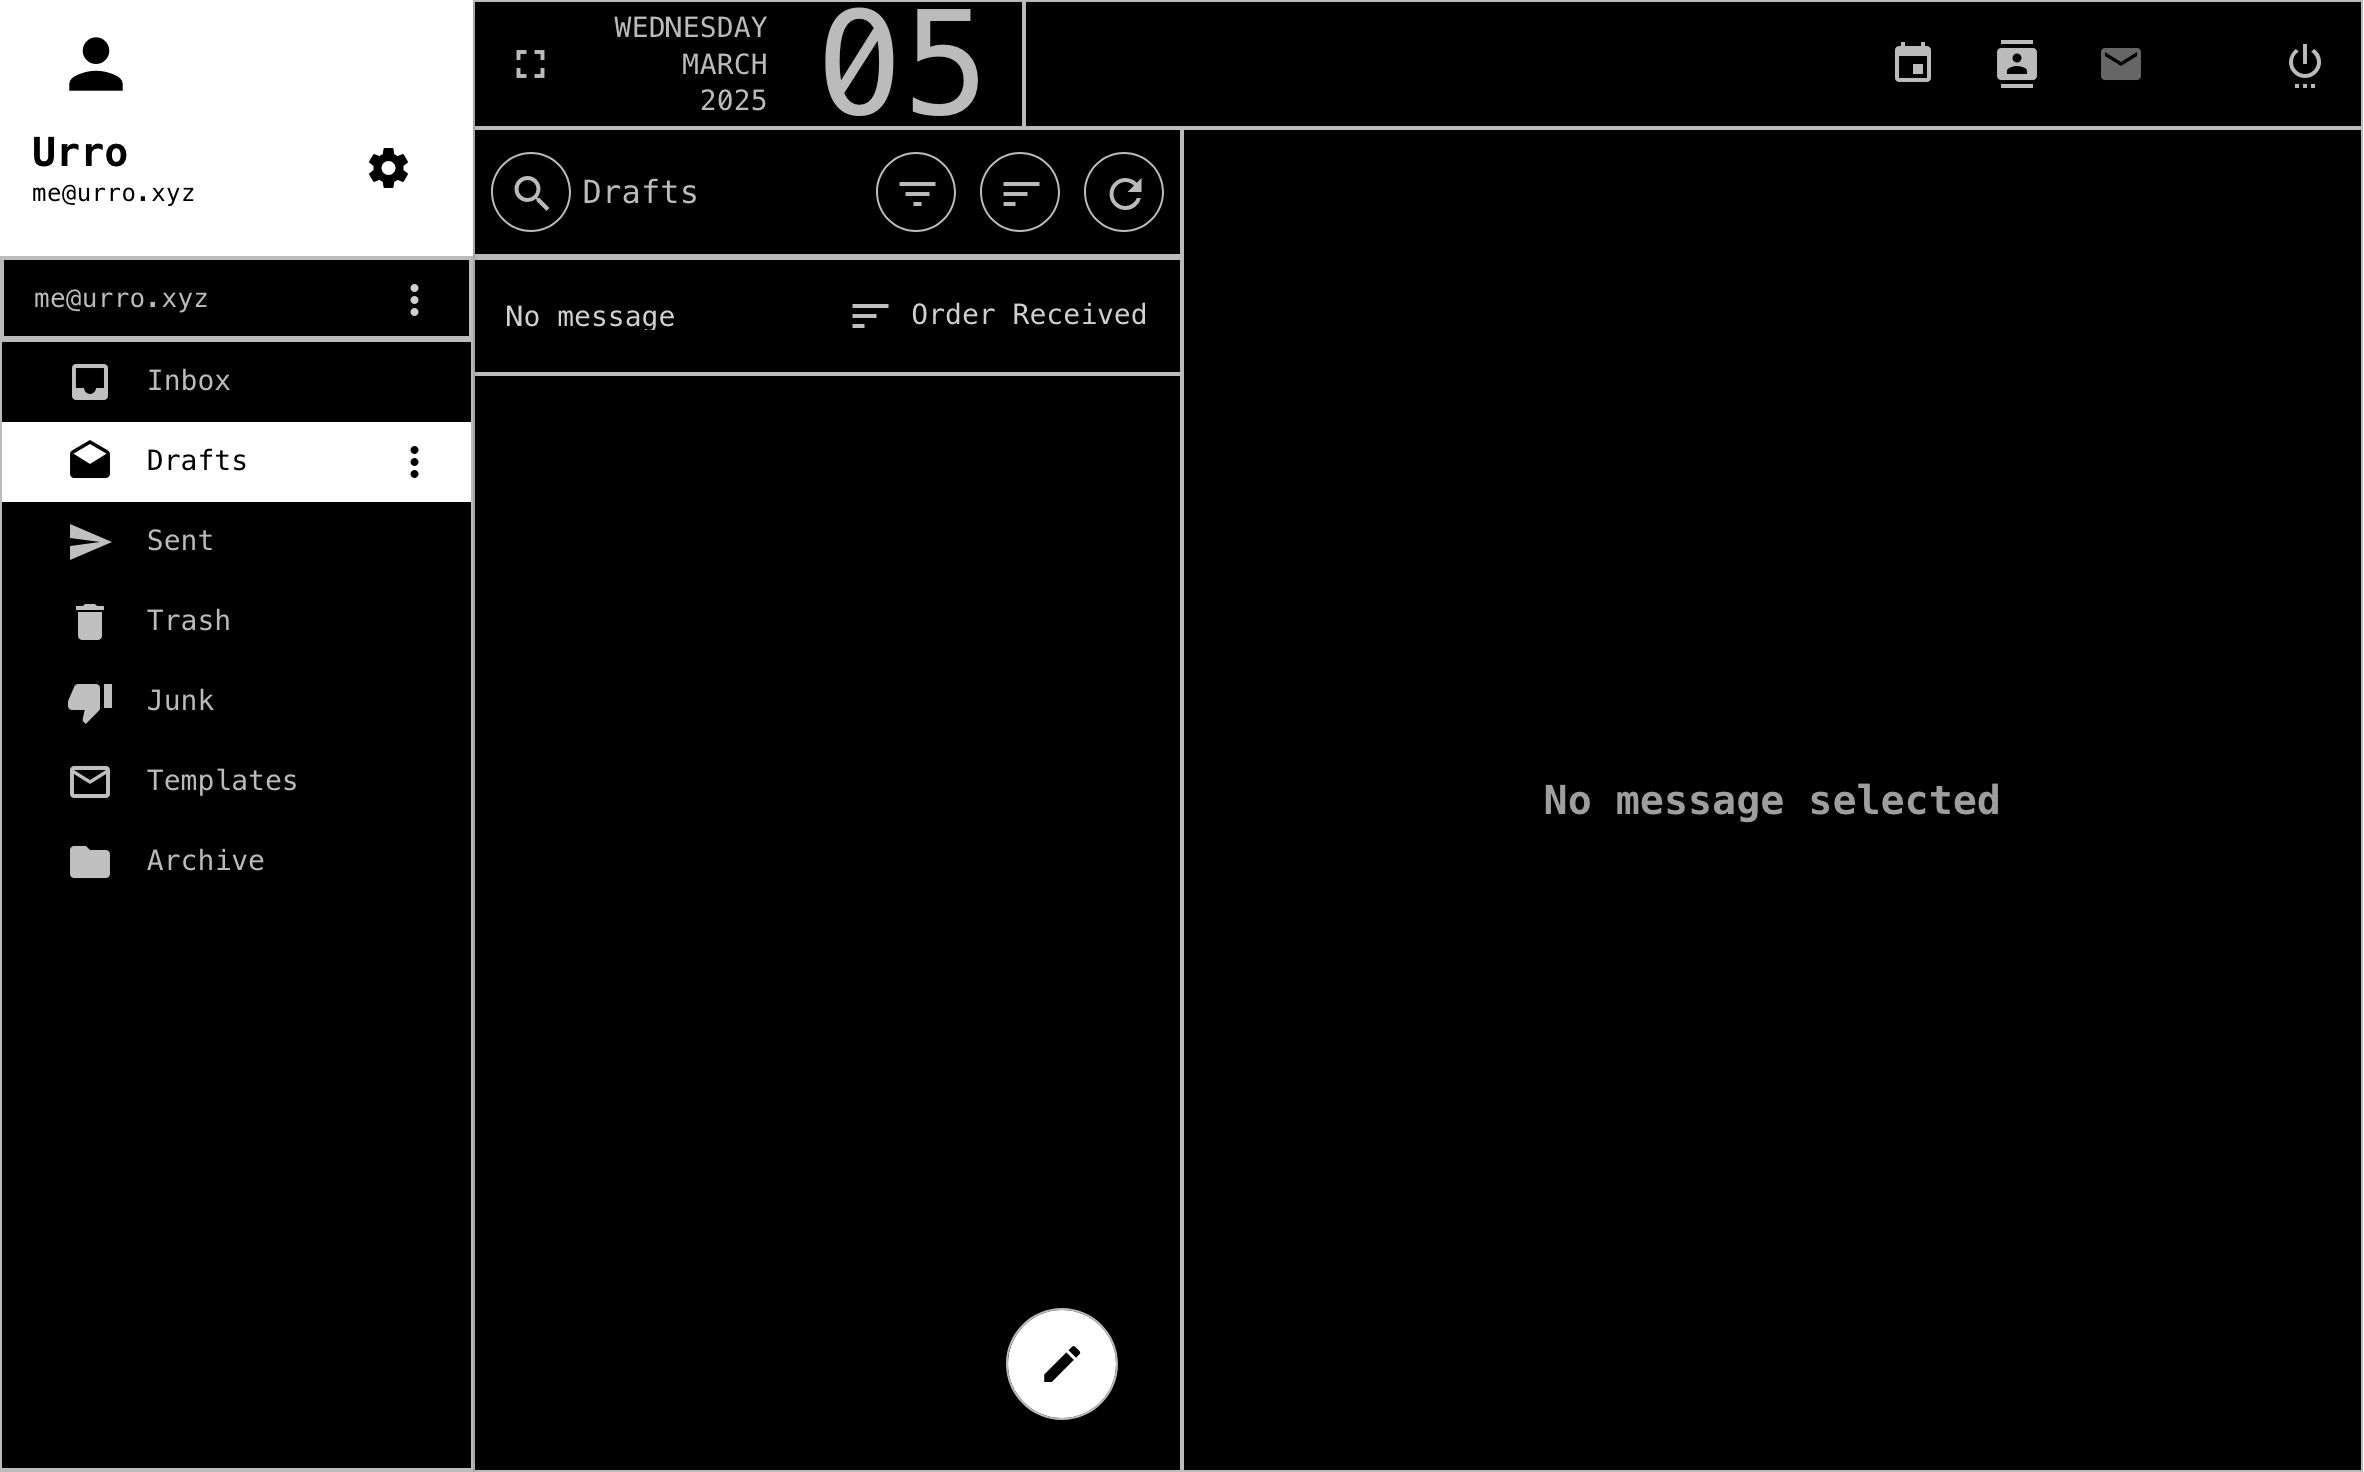 Urro
me@urro.xyz
me@urro.xyz
Inbox
Drafts
Sent
Trash
Junk
Templates
Archive
WEDNESDAY
MARCH
2025
05
Drafts
No message
Order Received
No message selected